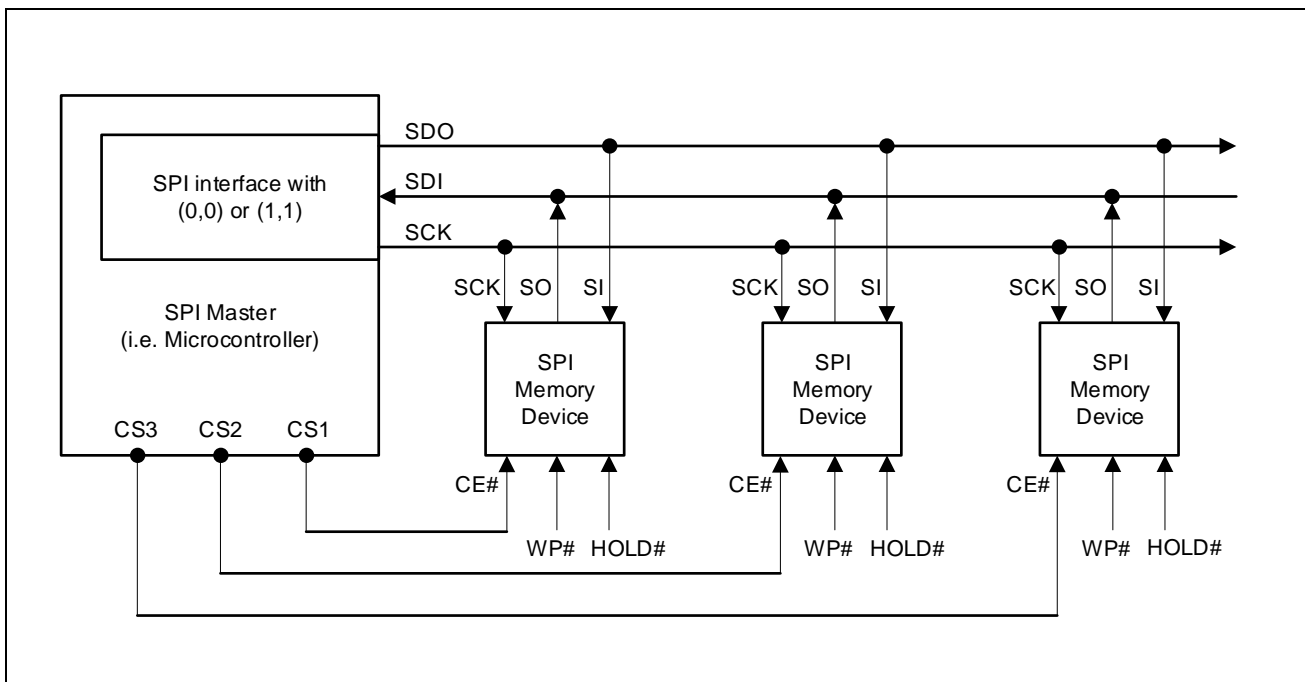 SDO
SDI
SCK
SPI interface with
(0,0) or (1,1)
SPI Master
(i.e. Microcontroller)
CS3 CS2 CS1
SCK SO SI
SPI
Memory
Device
CE#
WP# HOLD#
SCK SO SI
SPI
Memory
Device
CE#
WP# HOLD#
SCK SO SI
SPI
Memory
Device
CE#
WP# HOLD#